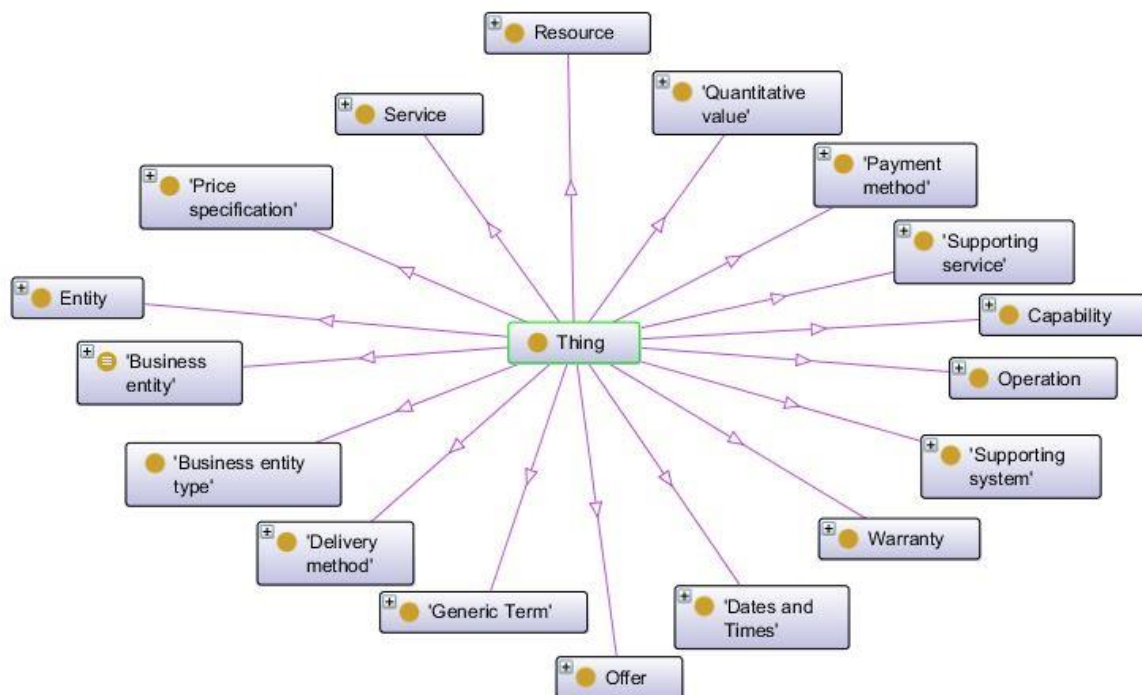 Resource
'Quantitative
value'
Service
'Payment
method'
'Price
specification'
'Supporting
service'
Entity
Capability
Thing
'Business
entity'
Operation
'Business entity
type'
'Supporting
system'
'Delivery
method'
Warranty
'Generic Term'
'Dates and
Times'
Offer